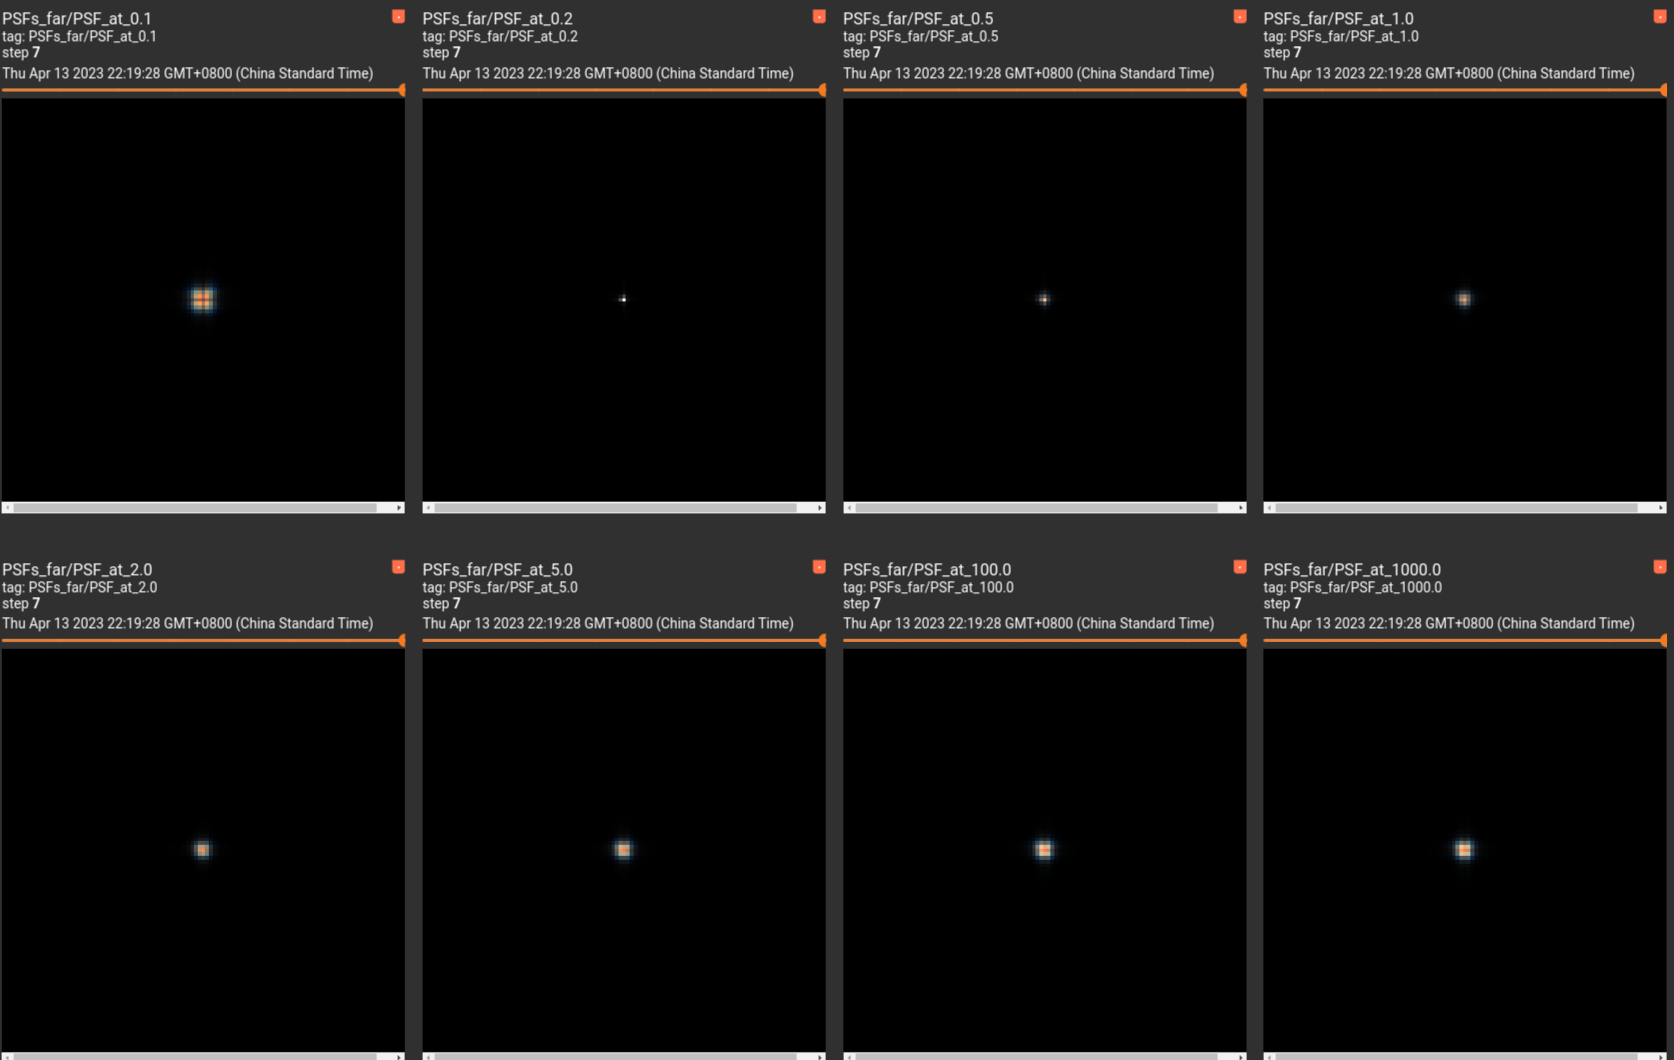 PSFs_far/PSF_at_0.1
tag: PSFs_far/PSF_at_0.1
step 7
Thu Apr 13 2023 22:19:28 GMT+0800 (China Standard Time)
PSFs_far/PSF_at_0.2
tag: PSFs_far/PSF_at_0.2
step 7
Thu Apr 13 2023 22:19:28 GMT+0800 (China Standard Time)
PSFs_far/PSF_at_0.5
tag: PSFs_far/PSF_at_0.5
step 7
Thu Apr 13 2023 22:19:28 GMT+0800 (China Standard Time)
PSFs_far/PSF_at_1.0
tag: PSFs_far/PSF_at_1.0
step 7
Thu Apr 13 2023 22:19:28 GMT+0800 (China Standard Time)
PSFs_far/PSF_at_2.0
tag: PSFs_far/PSF_at_2.0
step 7
Thu Apr 13 2023 22:19:28 GMT+0800 (China Standard Time)
PSFs_far/PSF_at_5.0
tag: PSFs_far/PSF_at_5.0
step 7
Thu Apr 13 2023 22:19:28 GMT+0800 (China Standard Time)
PSFs_far/PSF_at_100.0
tag: PSFs_far/PSF_at_100.0
step 7
Thu Apr 13 2023 22:19:28 GMT+0800 (China Standard Time)
PSFs_far/PSF_at_1000.0
tag: PSFs_far/PSF_at_1000.0
step 7
Thu Apr 13 2023 22:19:28 GMT+0800 (China Standard Time)